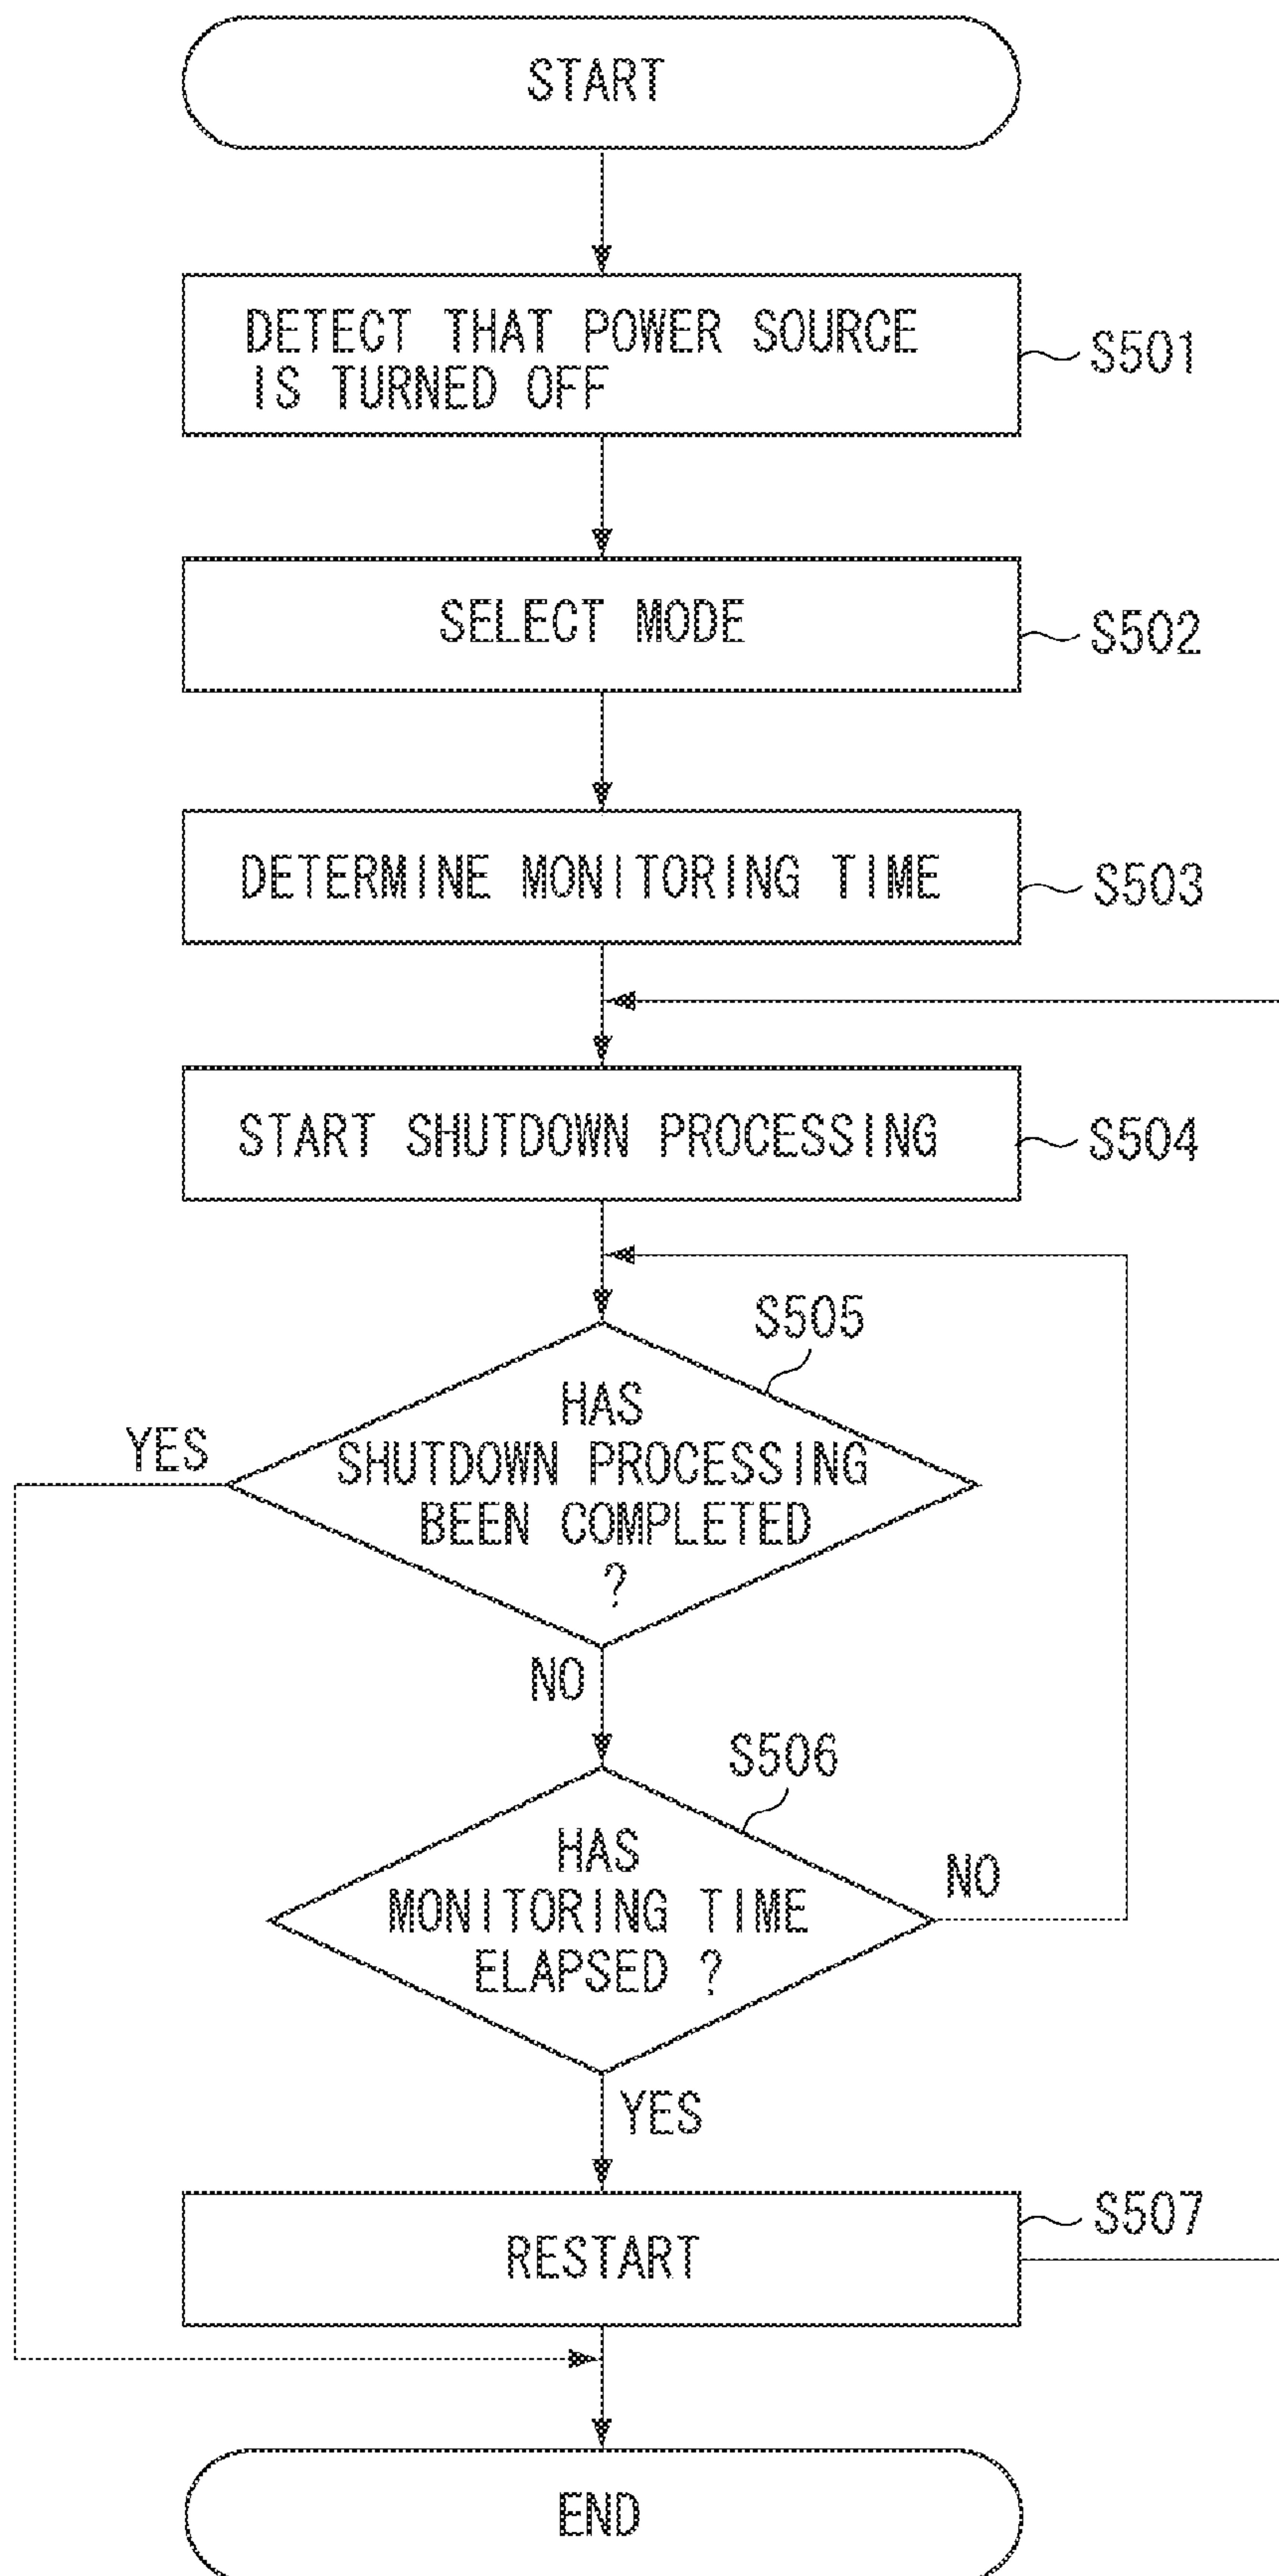 START
DETECT THAT POWER SOURCE
IS TURNED OFF
S501
SELECT MODE
S502
DETERMINE MONITORING TIME
S503
START SHUTDOWN PROCESSING
S504
S505
HAS
SHUTDOWN PROCESSING
BEEN COMPLETED
?
YES
NO
S506
HAS
MONITORING TIME
ELAPSED ?
NO
YES
S507
RESTART
END